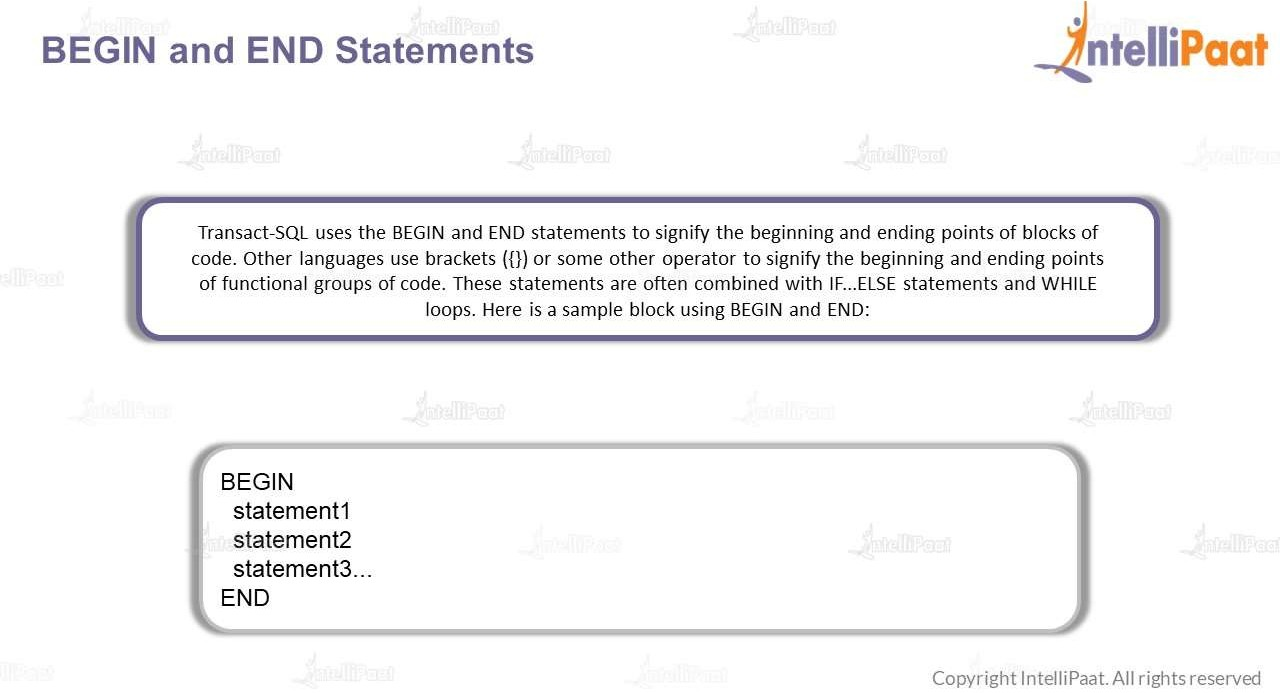 BEGIN and END Statements
IntelliPaat
Transact-SQL uses the BEGIN and END statements to signify the beginning and ending points of blocks of
code. Other languages use brackets ({}) or some other operator to signify the beginning and ending points
of functional groups of code. These statements are often combined with IF...ELSE statements and WHILE
loops. Here is a sample block using BEGIN and END:
BEGIN
statement1
statement2
statement3...
END
Copyright IntelliPaat. All rights reserved